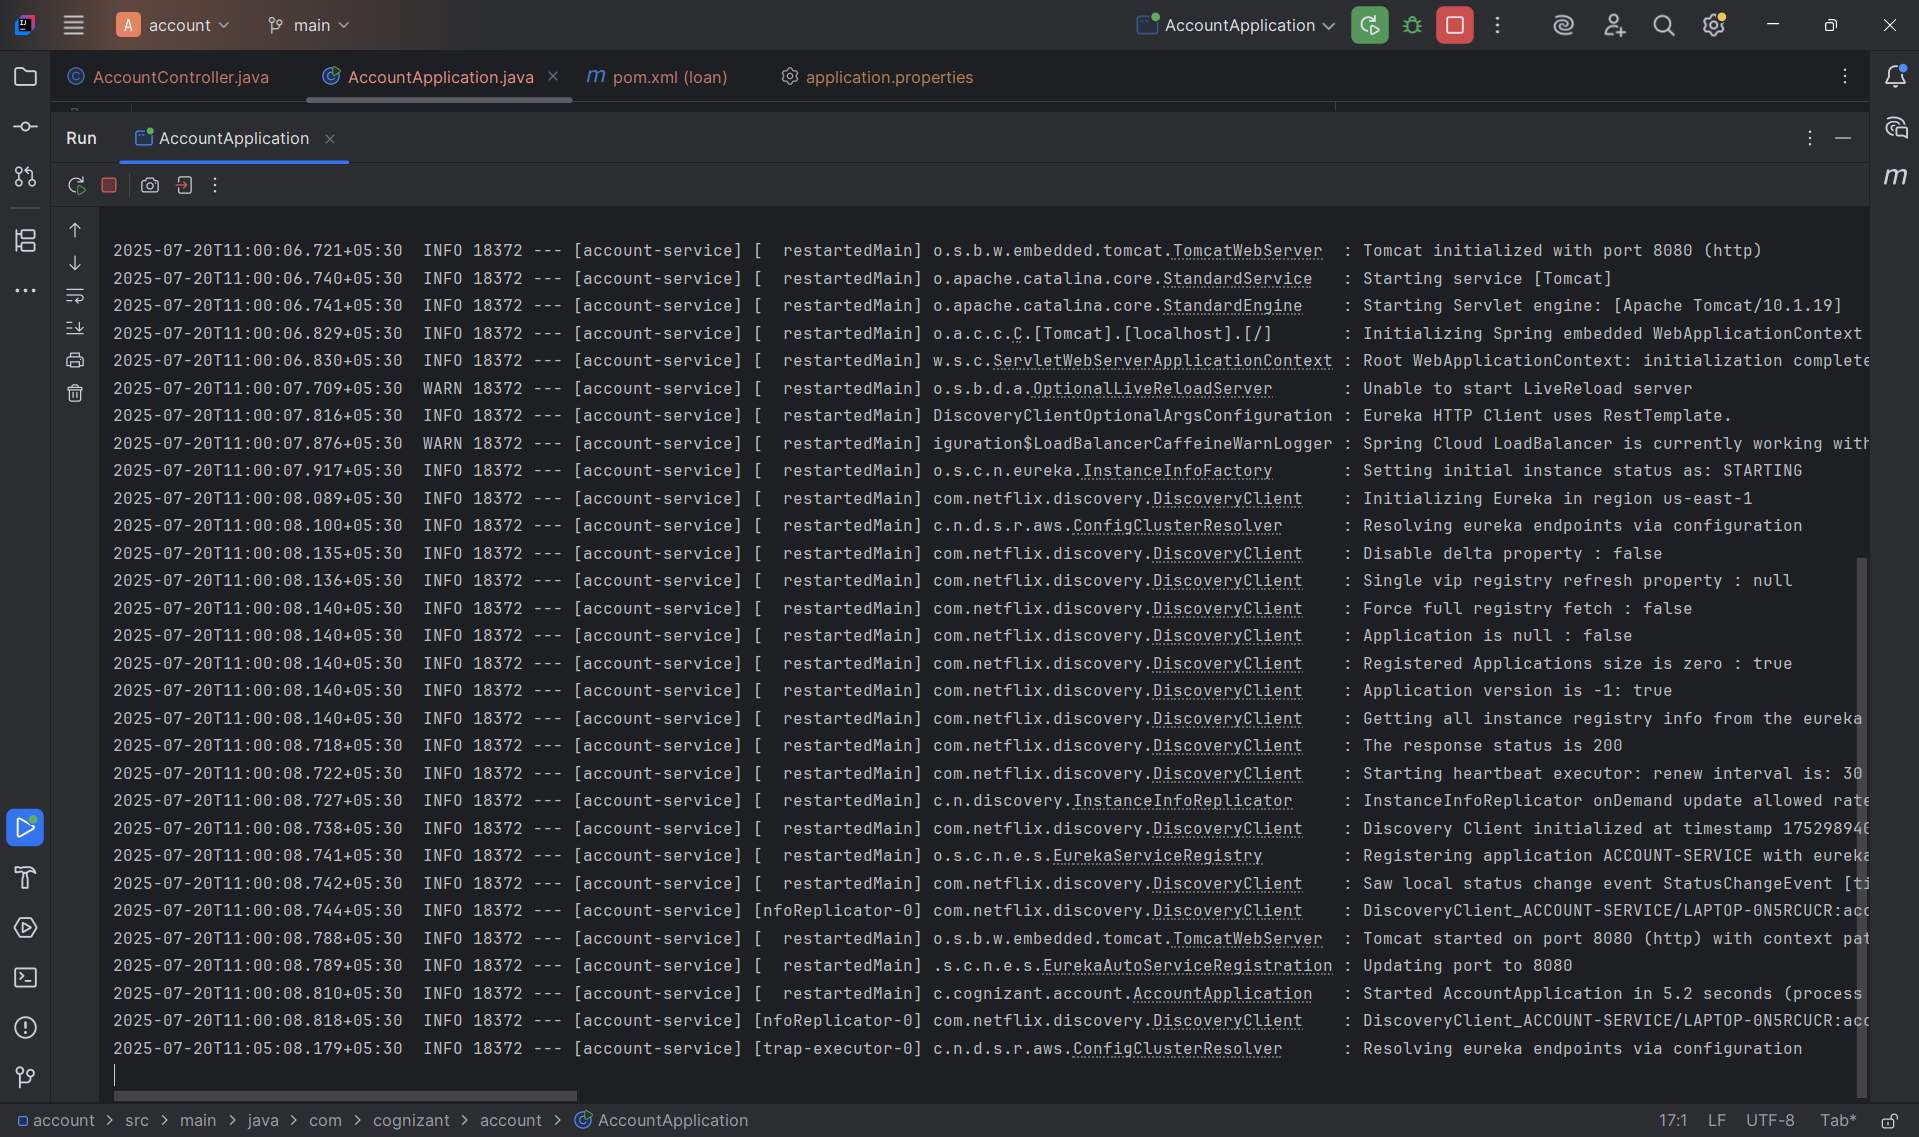 A account main AccountApplication
AccountController.java AccountApplication.java m pom.xml (loan) application.properties
Run AccountApplication
2025-07-20T11:00:06.721+05:30 INFO 18372 --- [account-service] [ restartedMain] o.s.b.w.embedded.tomcat.TomcatWebServer : Tomcat initialized with port 8080 (http)
2025-07-20T11:00:06.740+05:30 INFO 18372 --- [account-service] [ restartedMain] o.apache.catalina.core.StandardService : Starting service [Tomcat]
2025-07-20T11:00:06.741+05:30 INFO 18372 --- [account-service] [ restartedMain] o.apache.catalina.core.StandardEngine : Starting Servlet engine: [Apache Tomcat/10.1.19]
2025-07-20T11:00:06.829+05:30 INFO 18372 --- [account-service] [ restartedMain] o.a.c.c.C.[Tomcat].[localhost].[/] : Initializing Spring embedded WebApplicationContext
2025-07-20T11:00:06.830+05:30 INFO 18372 --- [account-service] [ restartedMain] w.s.c.ServletWebServerApplicationContext : Root WebApplicationContext: initialization complete
2025-07-20T11:00:07.709+05:30 WARN 18372 --- [account-service] [ restartedMain] o.s.b.d.a.OptionalLiveReloadServer : Unable to start LiveReload server
2025-07-20T11:00:07.816+05:30 INFO 18372 --- [account-service] [ restartedMain] DiscoveryClientOptionalArgsConfiguration : Eureka HTTP Client uses RestTemplate.
2025-07-20T11:00:07.876+05:30 WARN 18372 --- [account-service] [ restartedMain] iguration$LoadBalancerCaffeineWarnLogger : Spring Cloud LoadBalancer is currently working with
2025-07-20T11:00:07.917+05:30 INFO 18372 --- [account-service] [ restartedMain] o.s.c.n.eureka.InstanceInfoFactory : Setting initial instance status as: STARTING
2025-07-20T11:00:08.089+05:30 INFO 18372 --- [account-service] [ restartedMain] com.netflix.discovery.DiscoveryClient : Initializing Eureka in region us-east-1
2025-07-20T11:00:08.100+05:30 INFO 18372 --- [account-service] [ restartedMain] c.n.d.s.r.aws.ConfigClusterResolver : Resolving eureka endpoints via configuration
2025-07-20T11:00:08.135+05:30 INFO 18372 --- [account-service] [ restartedMain] com.netflix.discovery.DiscoveryClient : Disable delta property : false
2025-07-20T11:00:08.136+05:30 INFO 18372 --- [account-service] [ restartedMain] com.netflix.discovery.DiscoveryClient : Single vip registry refresh property : null
2025-07-20T11:00:08.140+05:30 INFO 18372 --- [account-service] [ restartedMain] com.netflix.discovery.DiscoveryClient : Force full registry fetch : false
2025-07-20T11:00:08.140+05:30 INFO 18372 --- [account-service] [ restartedMain] com.netflix.discovery.DiscoveryClient : Application is null : false
2025-07-20T11:00:08.140+05:30 INFO 18372 --- [account-service] [ restartedMain] com.netflix.discovery.DiscoveryClient : Registered Applications size is zero : true
2025-07-20T11:00:08.140+05:30 INFO 18372 --- [account-service] [ restartedMain] com.netflix.discovery.DiscoveryClient : Application version is -1: true
2025-07-20T11:00:08.140+05:30 INFO 18372 --- [account-service] [ restartedMain] com.netflix.discovery.DiscoveryClient : Getting all instance registry info from the eureka
2025-07-20T11:00:08.718+05:30 INFO 18372 --- [account-service] [ restartedMain] com.netflix.discovery.DiscoveryClient : The response status is 200
2025-07-20T11:00:08.722+05:30 INFO 18372 --- [account-service] [ restartedMain] com.netflix.discovery.DiscoveryClient : Starting heartbeat executor: renew interval is: 30
2025-07-20T11:00:08.727+05:30 INFO 18372 --- [account-service] [ restartedMain] c.n.discovery.InstanceInfoReplicator : InstanceInfoReplicator onDemand update allowed rate
2025-07-20T11:00:08.738+05:30 INFO 18372 --- [account-service] [ restartedMain] com.netflix.discovery.DiscoveryClient : Discovery Client initialized at timestamp 175298940
2025-07-20T11:00:08.741+05:30 INFO 18372 --- [account-service] [ restartedMain] o.s.c.n.e.s.EurekaServiceRegistry : Registering application ACCOUNT-SERVICE with eureka
2025-07-20T11:00:08.742+05:30 INFO 18372 --- [account-service] [ restartedMain] com.netflix.discovery.DiscoveryClient : Saw local status change event StatusChangeEvent [ti
2025-07-20T11:00:08.744+05:30 INFO 18372 --- [account-service] [nfoReplicator-0] com.netflix.discovery.DiscoveryClient : DiscoveryClient_ACCOUNT-SERVICE/LAPTOP-0N5RCUCR:acc
2025-07-20T11:00:08.788+05:30 INFO 18372 --- [account-service] [ restartedMain] o.s.b.w.embedded.tomcat.TomcatWebServer : Tomcat started on port 8080 (http) with context pat
2025-07-20T11:00:08.789+05:30 INFO 18372 --- [account-service] [ restartedMain] .s.c.n.e.s.EurekaAutoServiceRegistration : Updating port to 8080
2025-07-20T11:00:08.810+05:30 INFO 18372 --- [account-service] [ restartedMain] c.cognizant.account.AccountApplication : Started AccountApplication in 5.2 seconds (process
2025-07-20T11:00:08.818+05:30 INFO 18372 --- [account-service] [nfoReplicator-0] com.netflix.discovery.DiscoveryClient : DiscoveryClient_ACCOUNT-SERVICE/LAPTOP-0N5RCUCR:acc
2025-07-20T11:05:08.179+05:30 INFO 18372 --- [account-service] [trap-executor-0] c.n.d.s.r.aws.ConfigClusterResolver : Resolving eureka endpoints via configuration
account > src > main > java > com > cognizant > account > AccountApplication 17:1 LF UTF-8 Tab*